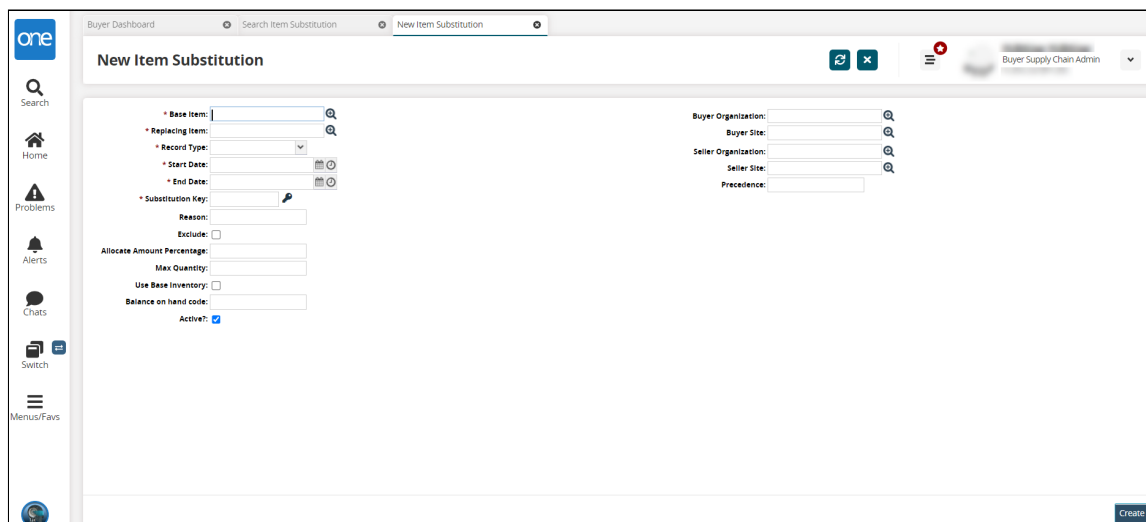 one
Buyer Dashboard
Search Item Substitution
New Item Substitution
New Item Substitution
Buyer Supply Chain Admin
Search
Home
Problems
Alerts
Chats
Switch
Menus/Favs
* Base Item:
* Replacing Item:
* Record Type:
* Start Date:
* End Date:
* Substitution Key:
Reason:
Exclude:
Allocate Amount Percentage:
Max Quantity:
Use Base Inventory:
Balance on hand code:
Active?:
Buyer Organization:
Buyer Site:
Seller Organization:
Seller Site:
Precedence:
Create